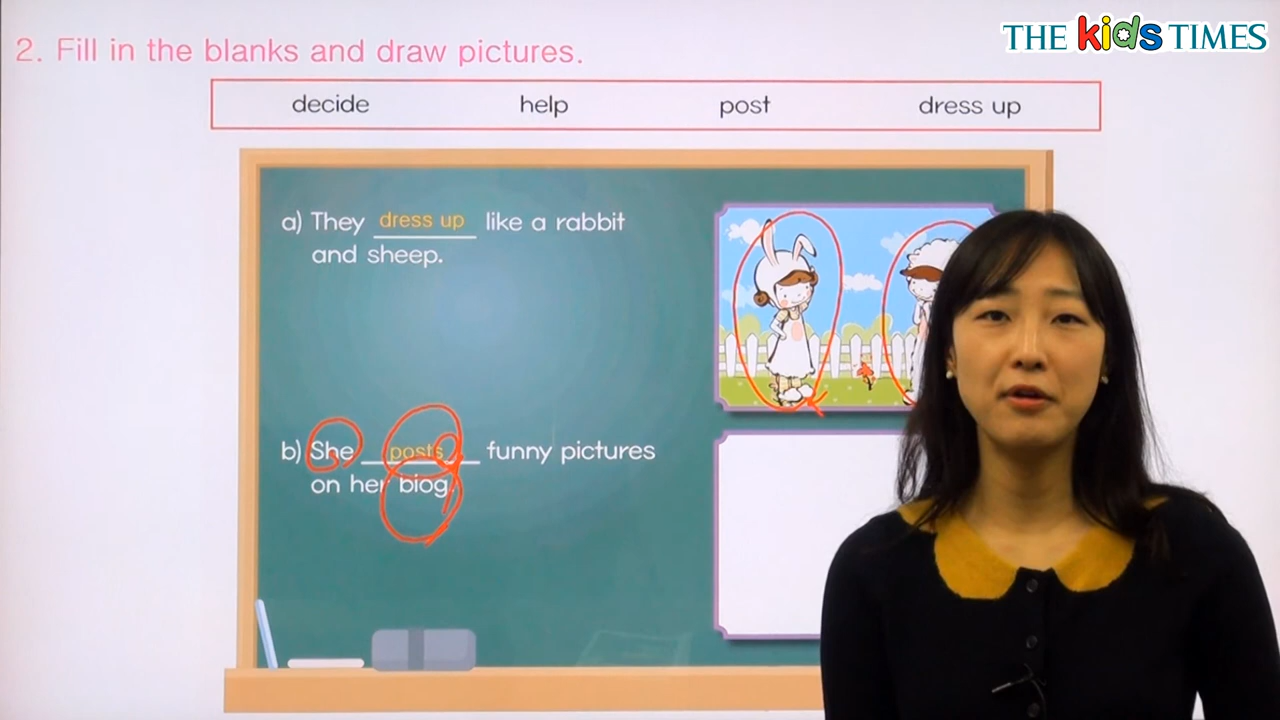 THE kids TIMES
2. Fill in the blanks and draw pictures.
decide help post dress up
a) They dress up like a rabbit
and sheep.
b) She posts funny pictures
on her blog.